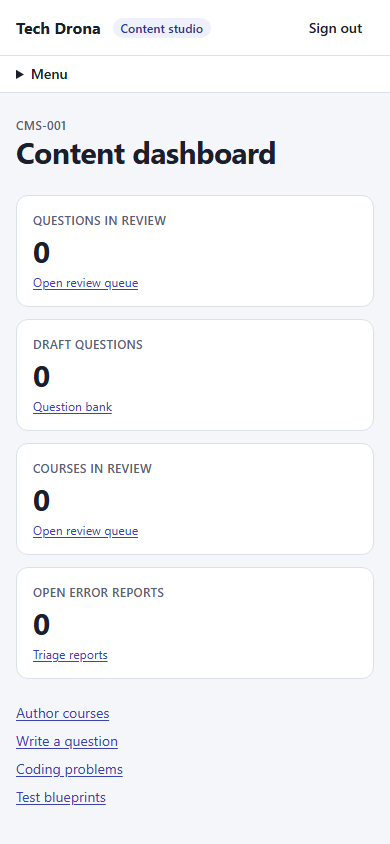 Tech Drona
Content studio
Sign out
Menu
CMS-001
Content dashboard
QUESTIONS IN REVIEW
0
Open review queue
DRAFT QUESTIONS
0
Question bank
COURSES IN REVIEW
0
Open review queue
OPEN ERROR REPORTS
0
Triage reports
Author courses
Write a question
Coding problems
Test blueprints